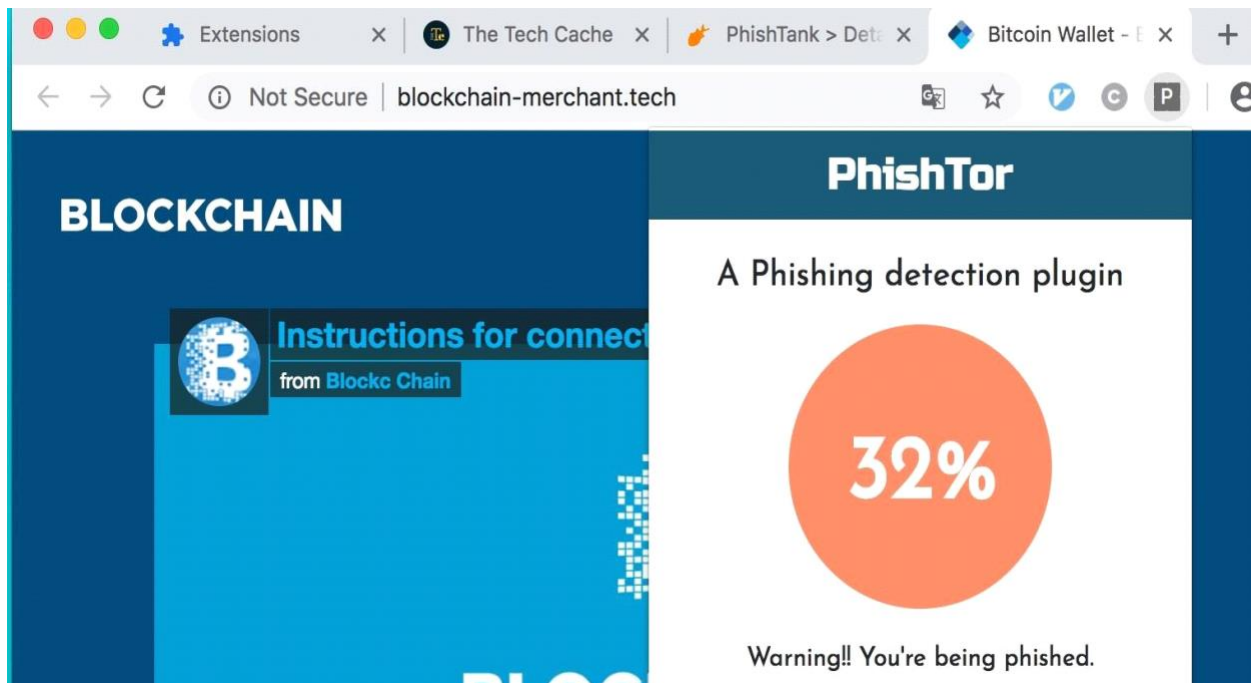 Extensions
The Tech Cache
PhishTank > Deta
Bitcoin Wallet - B
Not Secure
blockchain-merchant.tech
P
PhishTor
BLOCKCHAIN
A Phishing detection plugin
Instructions for connect
from Blockc Chain
32%
Warning!! You're being phished.